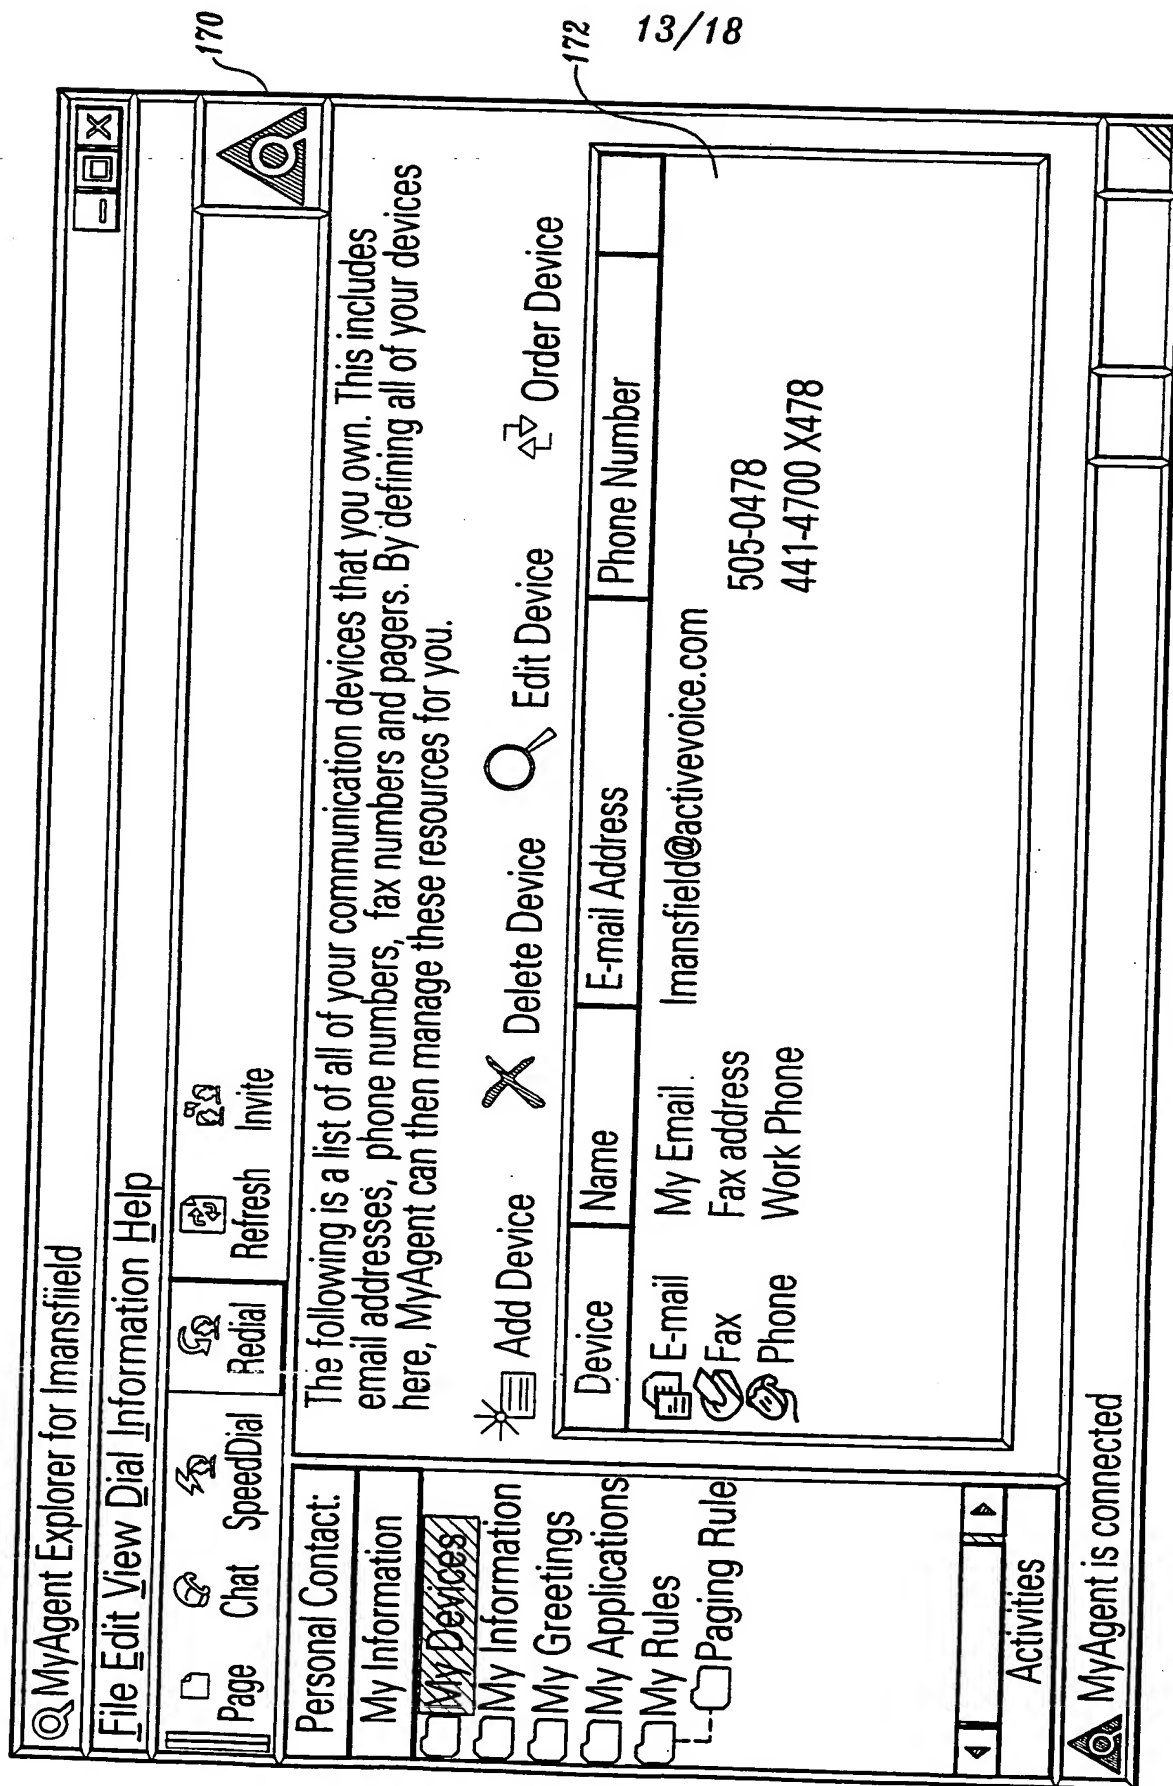 13/18
170
172
MyAgent Explorer for Imansfiield
File Edit View Dial Information Help
Page Chat SpeedDial Redial Refresh Invite
Personal Contact:
My Information
My Devices
My Information
My Greetings
My Applications
My Rules
Paging Rule
Activities
The following is a list of all of your communication devices that you own. This includes
email addresses, phone numbers, fax numbers and pagers. By defining all of your devices
here, MyAgent can then manage these resources for you.
Add Device Delete Device Edit Device Order Device
Device Name E-mail Address Phone Number
E-mail My Email Imansfield@activevoice.com
Fax Fax address 505-0478
Phone Work Phone 441-4700 X478
MyAgent is connected